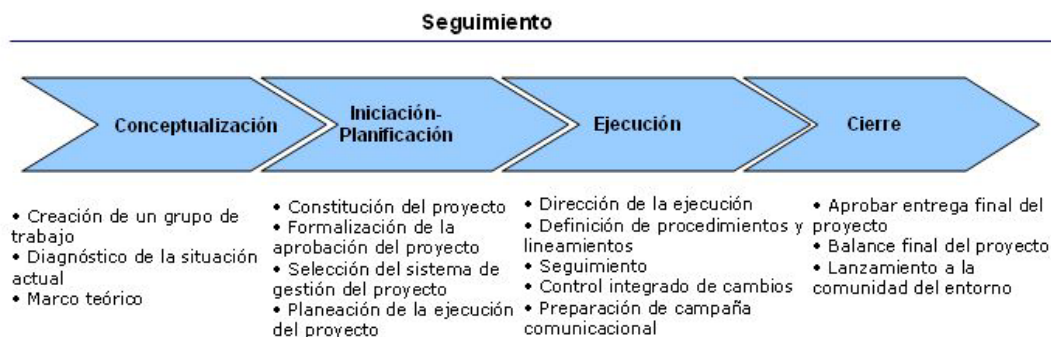 Seguimiento
Conceptualización
Iniciación-
Planificación
Ejecución
Cierre
• Creación de un grupo de
trabajo
• Diagnóstico de la situación
actual
• Marco teórico
• Constitución del proyecto
• Formalización de la
aprobación del proyecto
• Selección del sistema de
gestión del proyecto
• Planeación de la ejecución
del proyecto
• Dirección de la ejecución
• Definición de procedimientos y
lineamientos
• Seguimiento
• Control integrado de cambios
• Preparación de campaña
comunicacional
• Aprobar entrega final del
proyecto
• Balance final del proyecto
• Lanzamiento a la
comunidad del entorno